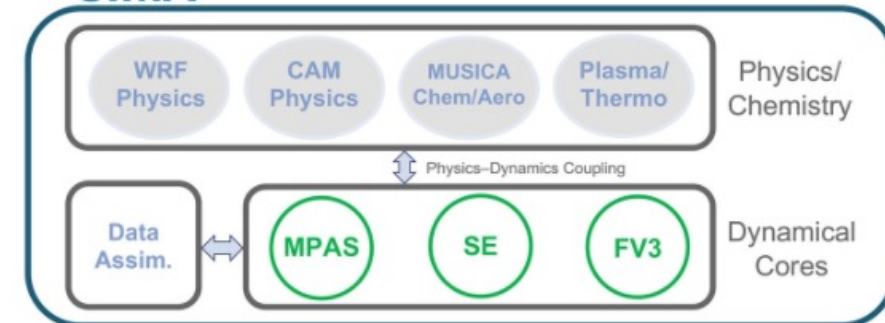 WRF
Physics
CAM
Physics
MUSICA
Chem/Aero
Plasma/
Thermo
Physics/
Chemistry
Physics–Dynamics Coupling
Data
Assim.
MPAS
SE
FV3
Dynamical
Cores